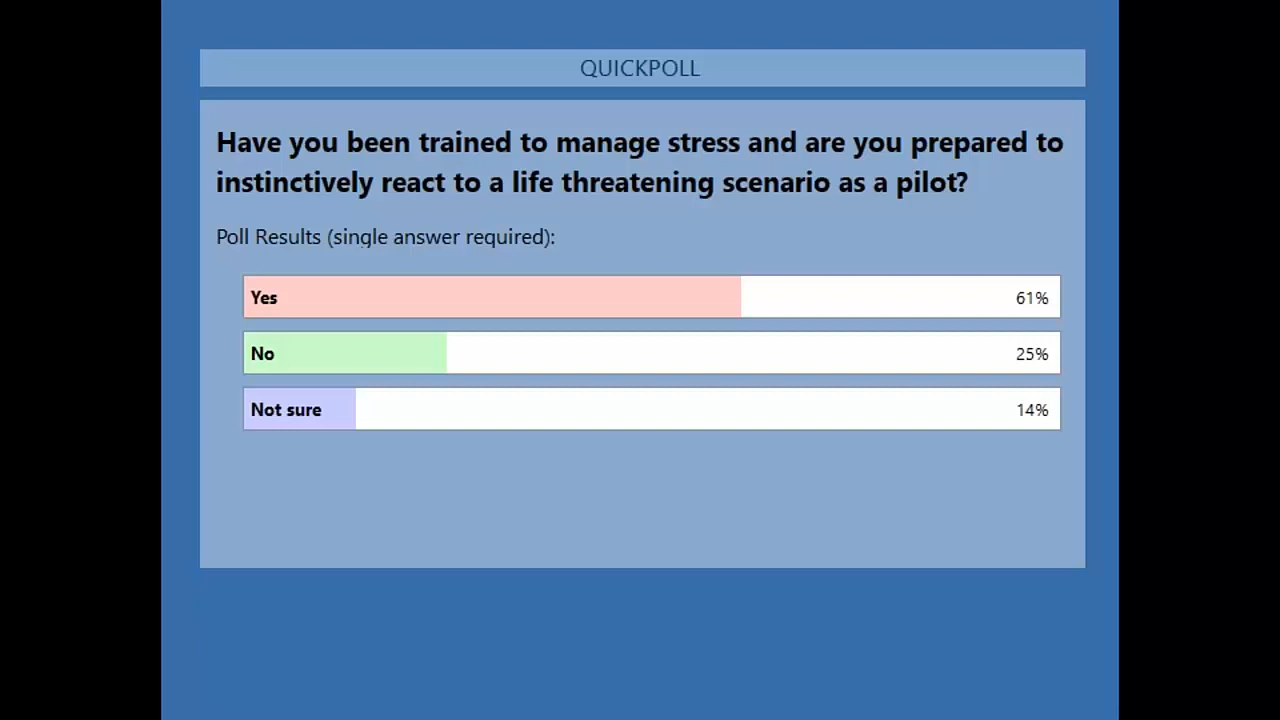 QUICKPOLL
Have you been trained to manage stress and are you prepared to
instinctively react to a life threatening scenario as a pilot?
Poll Results (single answer required):
Yes 61%
No 25%
Not sure 14%